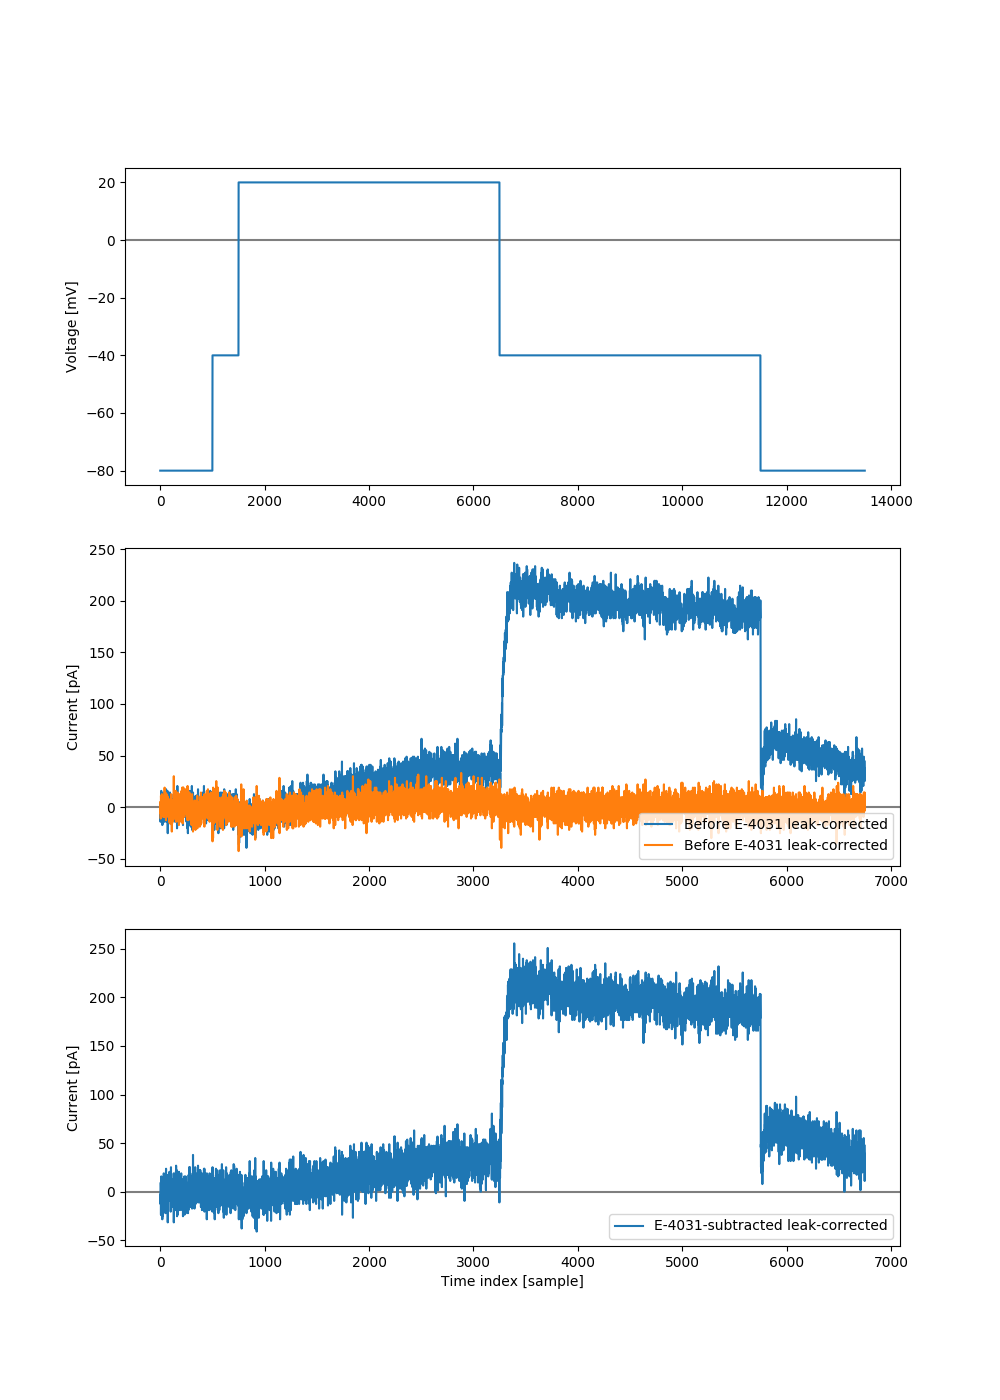 Voltage [mV]
20
0
−20
−40
−60
−80
0 2000 4000 6000 8000 10000 12000 14000
Current [pA]
250
200
150
100
50
0
−50
Before E-4031 leak-corrected
Before E-4031 leak-corrected
0 1000 2000 3000 4000 5000 6000 7000
Current [pA]
250
200
150
100
50
0
−50
E-4031-subtracted leak-corrected
0 1000 2000 3000 4000 5000 6000 7000
Time index [sample]